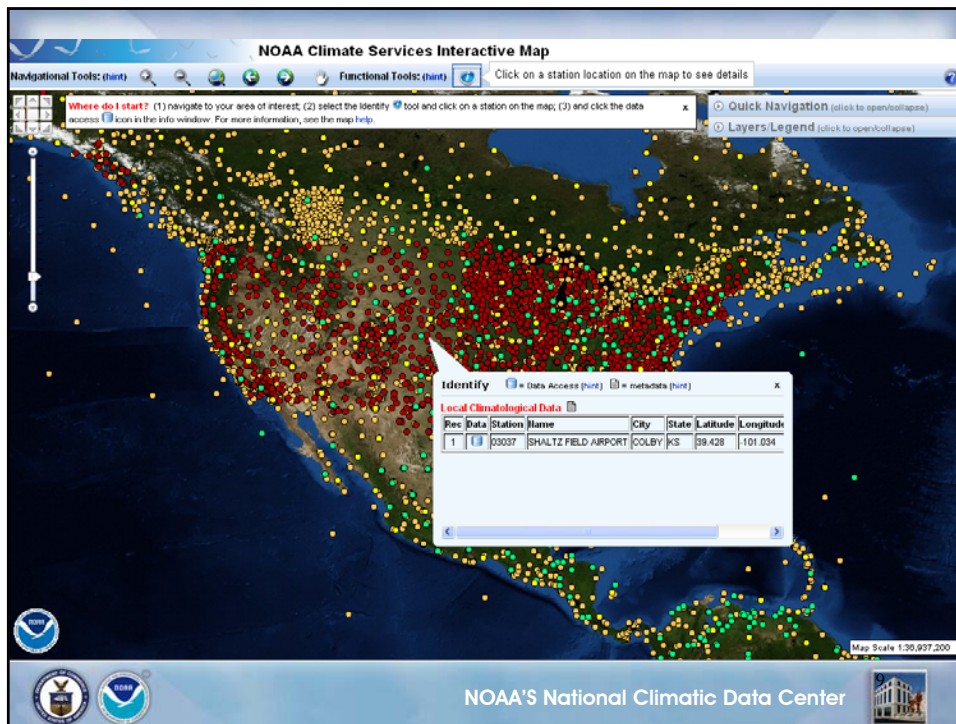 NOAA Climate Services Interactive Map
Navigational Tools: (hint) Functional Tools: (hint) Click on a station location on the map to see details
Where do I start? (1) navigate to your area of interest; (2) select the Identify tool and click on a station on the map; (3) and click the data
access icon in the info window. For more information, see the map help.
x
Quick Navigation (click to open/collapse)
Layers/Legend (click to open/collapse)
Identify = Data Access (hint) = metadata (hint) x
Local Climatological Data
Rec Data Station Name City State Latitude Longitude
1 03037 SHALTZ FIELD AIRPORT COLBY KS 39.428 -101.034
NOAA
Map Scale 1:36,937,200
NOAA
NOAA'S National Climatic Data Center
9